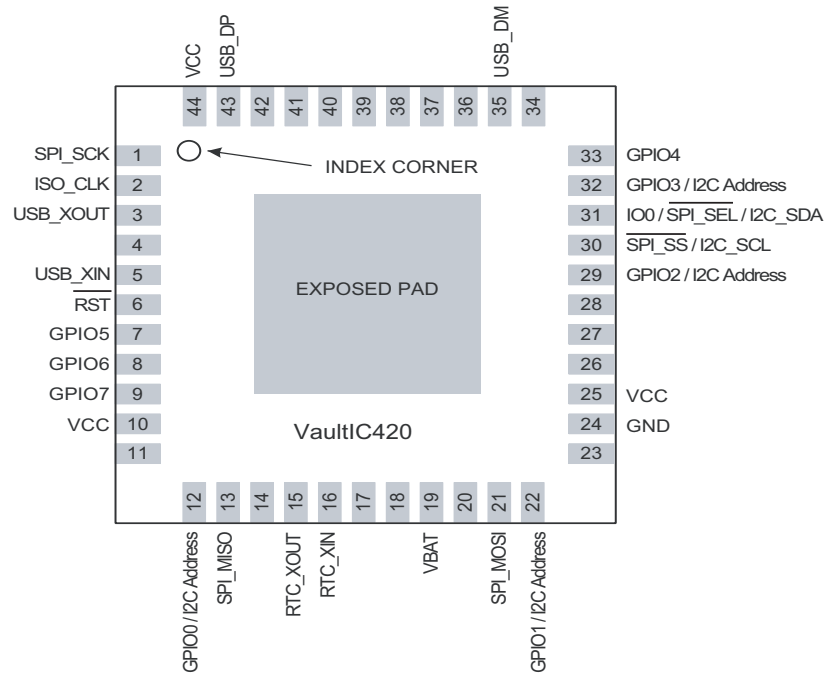 VCC
USB_DP
USB_DM
44
43
42
41
40
39
38
37
36
35
34
SPI_SCK 1
ISO_CLK 2
USB_XOUT 3
4
USB_XIN 5
RST 6
GPIO5 7
GPIO6 8
GPIO7 9
VCC 10
11
INDEX CORNER
EXPOSED PAD
VaultIC420
33 GPIO4
32 GPIO3 / I2C Address
31 IO0 / SPI_SEL / I2C_SDA
30 SPI_SS / I2C_SCL
29 GPIO2 / I2C Address
28
27
26
25 VCC
24 GND
23
12
13
14
15
16
17
18
19
20
21
22
GPIO0 / I2C Address
SPI_MISO
RTC_XOUT
RTC_XIN
VBAT
SPI_MOSI
GPIO1 / I2C Address